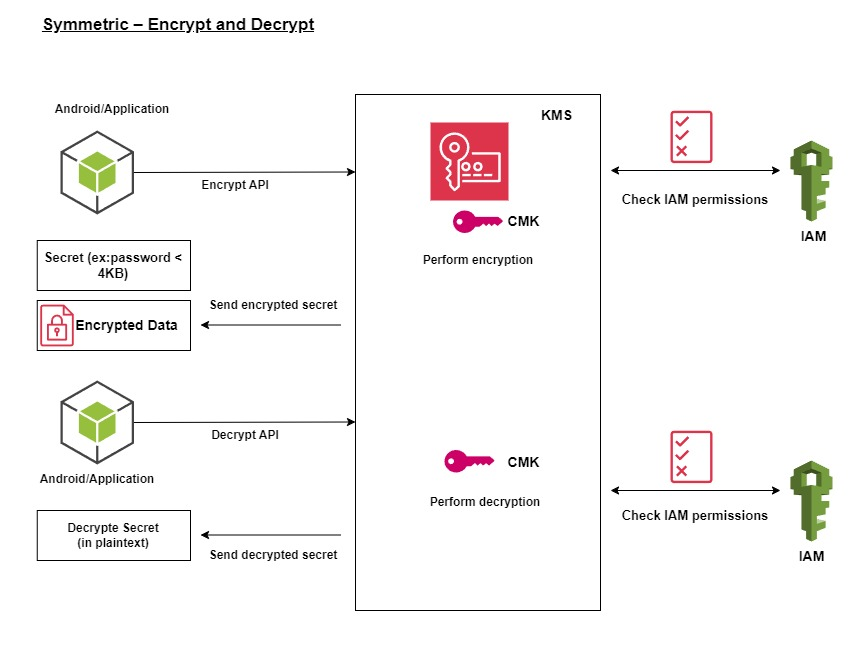 Symmetric – Encrypt and Decrypt
Android/Application
Encrypt API
KMS
CMK
Perform encryption
Check IAM permissions
IAM
Secret (ex:password <
4KB)
Encrypted Data
Send encrypted secret
Decrypt API
Android/Application
CMK
Perform decryption
Check IAM permissions
IAM
Decrypte Secret
(in plaintext)
Send decrypted secret